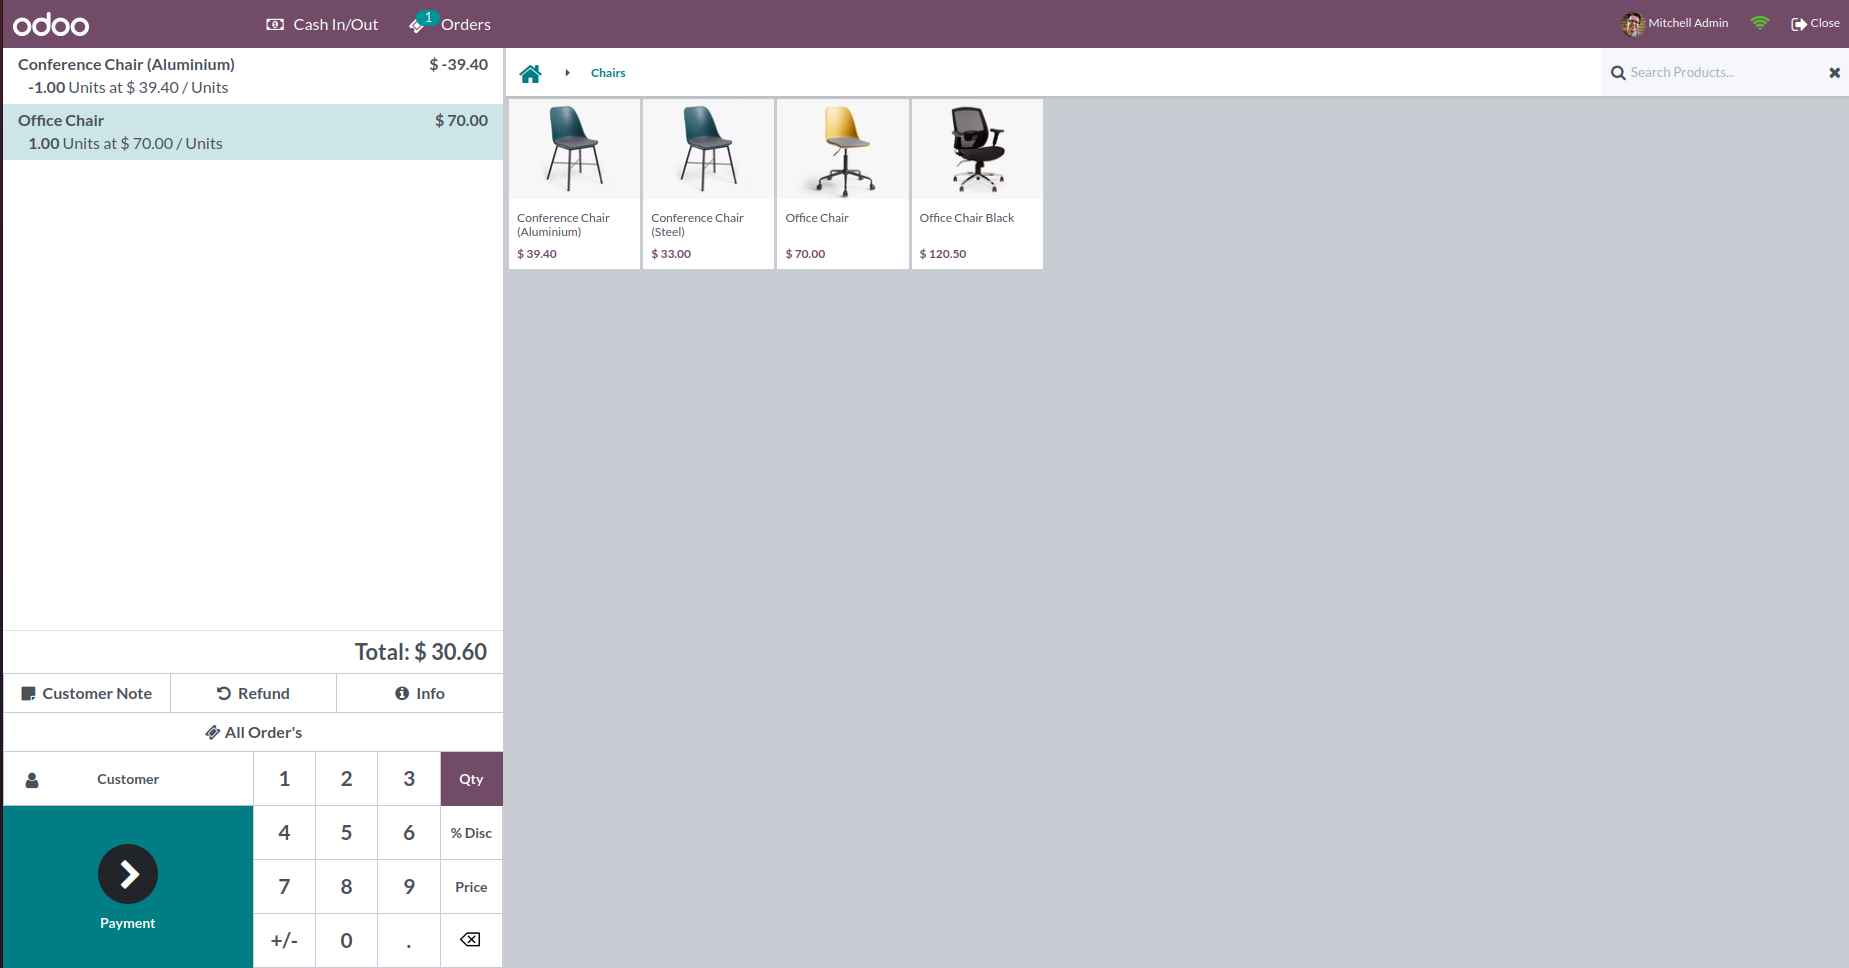 odoo
Cash In/Out
1
Orders
Mitchell Admin
Close
Conference Chair (Aluminium) $ -39.40
-1.00 Units at $ 39.40 / Units
Office Chair $ 70.00
1.00 Units at $ 70.00 / Units
Chairs
Search Products...
Conference Chair
(Aluminium)
$ 39.40
Conference Chair
(Steel)
$ 33.00
Office Chair
$ 70.00
Office Chair Black
$ 120.50
Total: $ 30.60
Customer Note
Refund
Info
All Order's
Customer
1 2 3 Qty
4 5 6 % Disc
7 8 9 Price
+/- 0 .
Payment